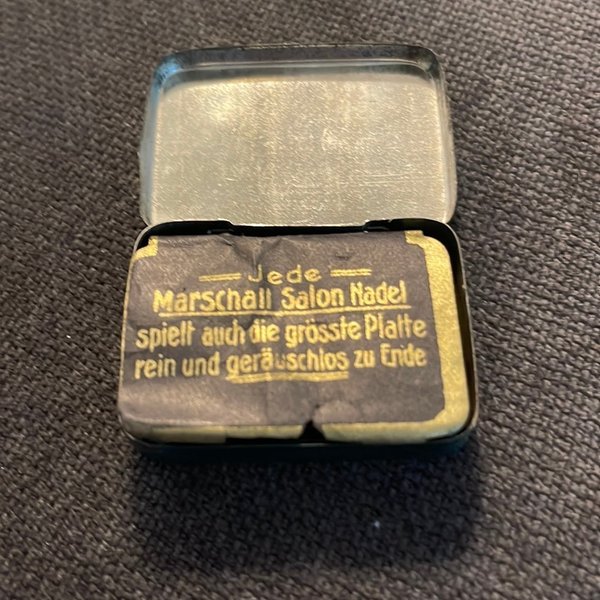 Jede
Marschall Salon Nadel
spielt auch die grösste Platte
rein und geräuschlos zu Ende